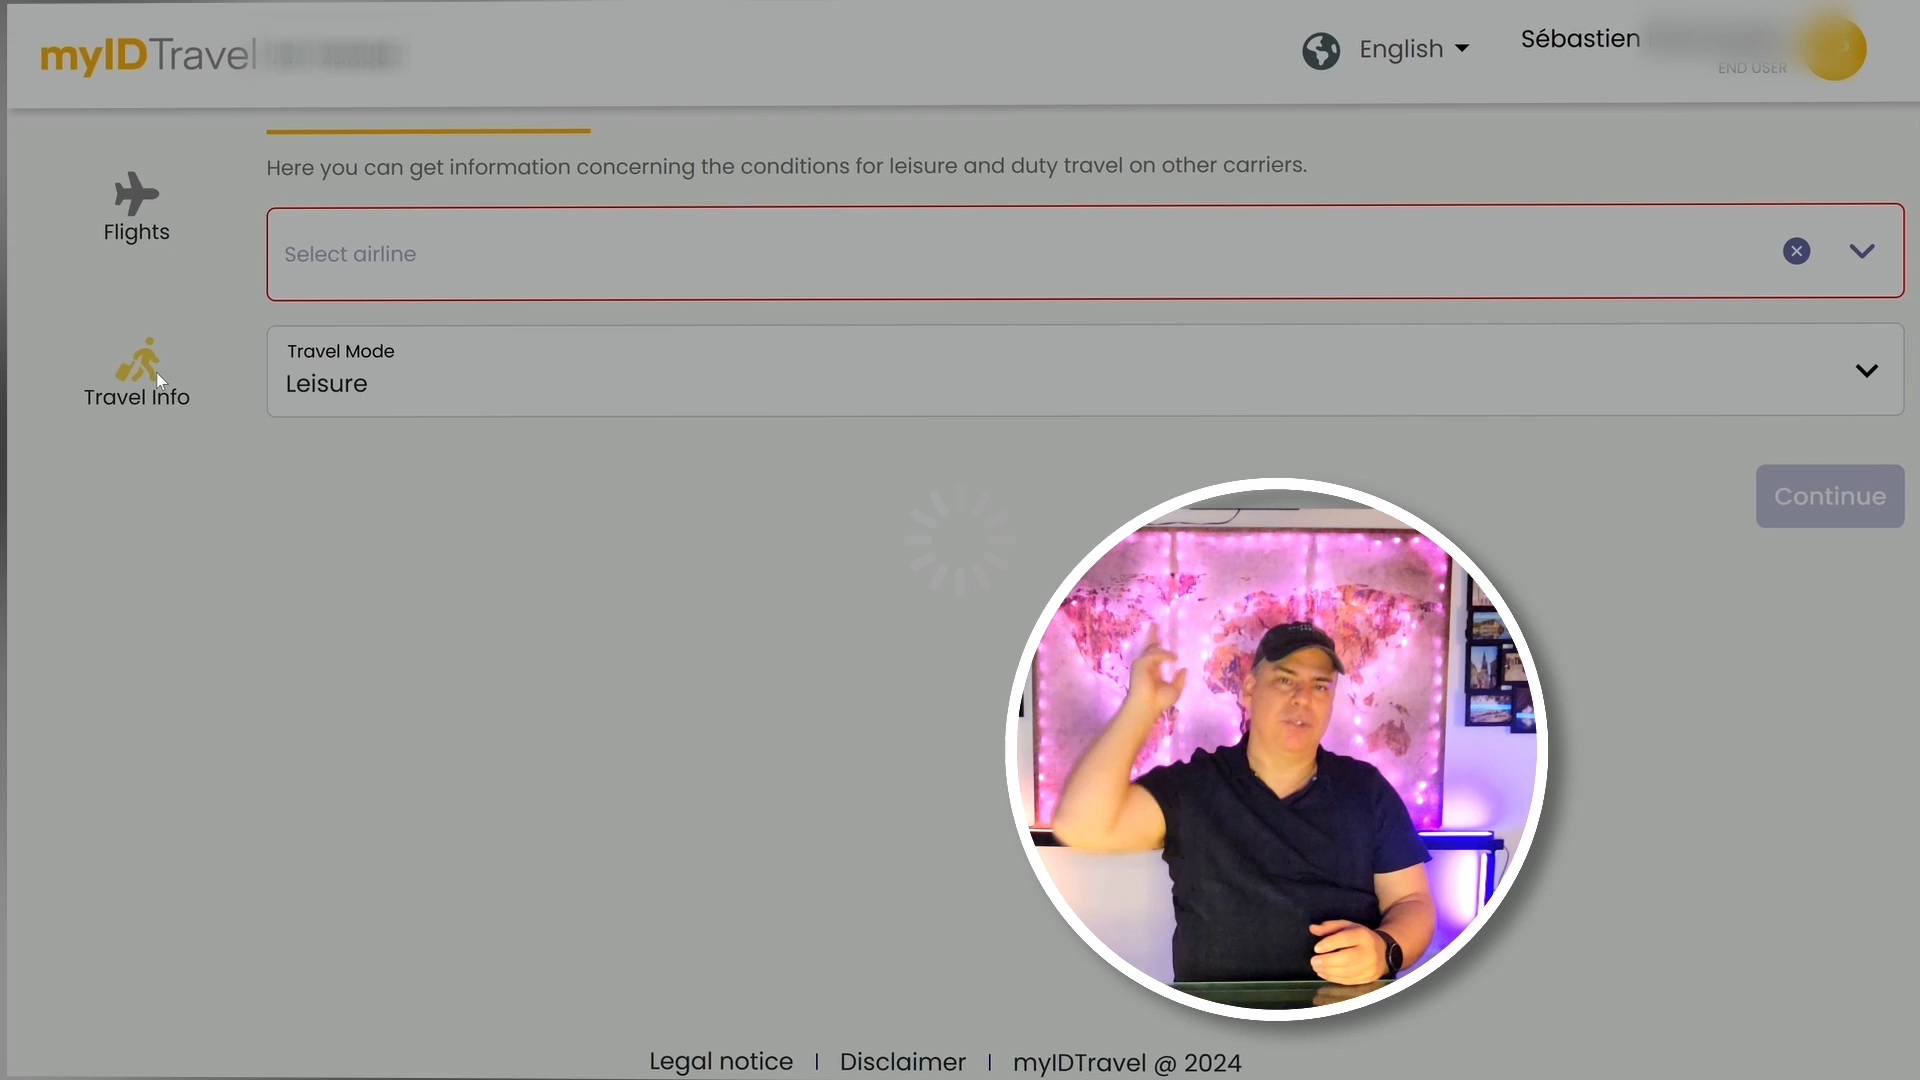 myIDTravel
English
Sébastien
END USER
Here you can get information concerning the conditions for leisure and duty travel on other carriers.
Flights
Select airline
Travel Info
Travel Mode
Leisure
Continue
Legal notice | Disclaimer | myIDTravel @ 2024